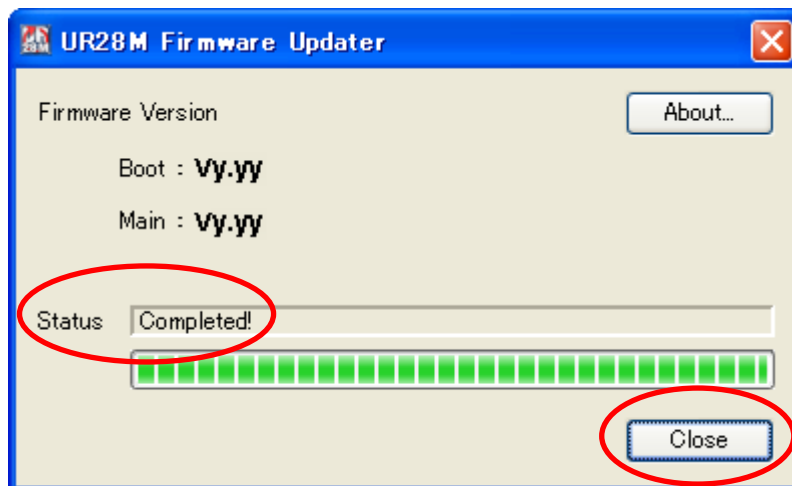 UR28M Firmware Updater
Firmware Version
About...
Boot : Vy.yy
Main : Vy.yy
Status Completed!
Close